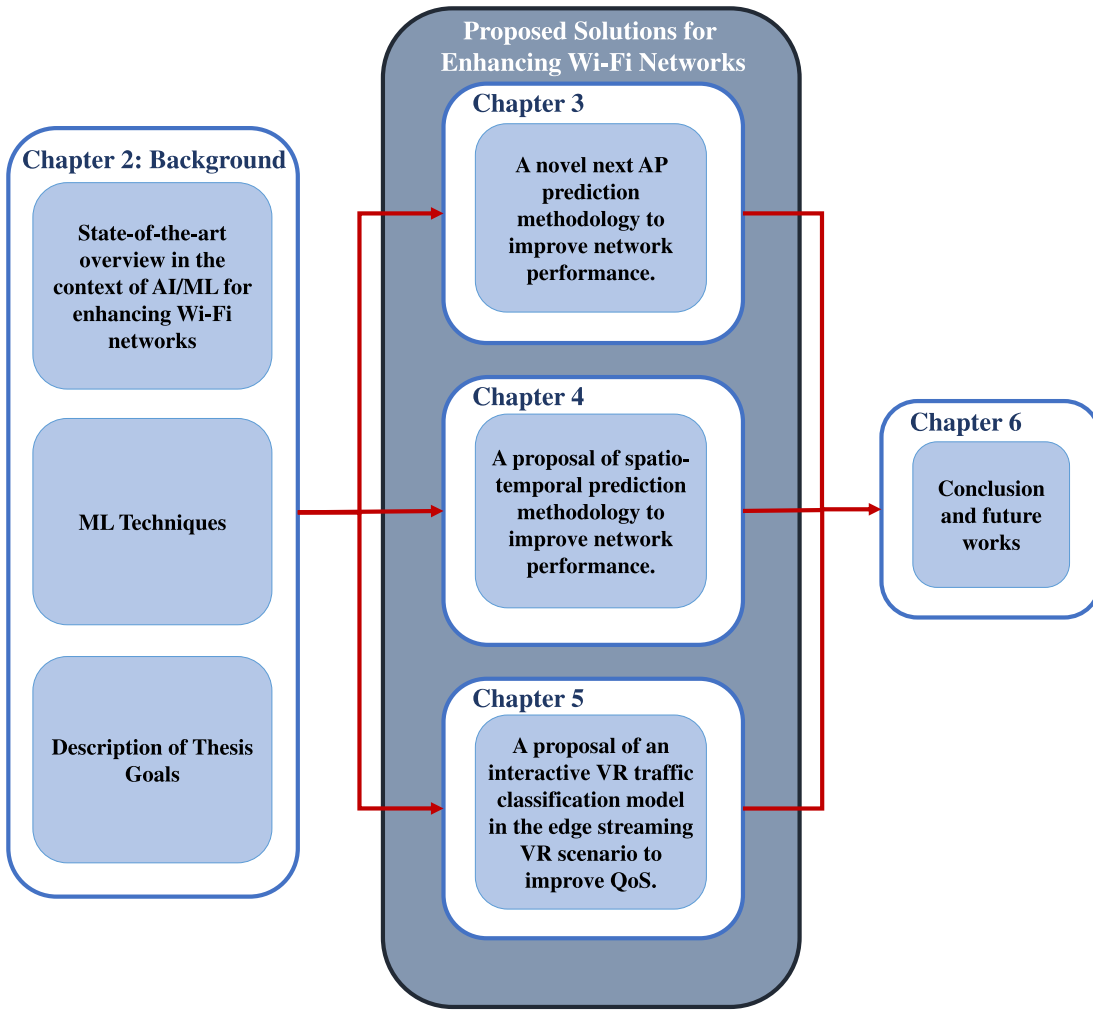 Chapter 2: Background
State-of-the-art
overview in the
context of AI/ML for
enhancing Wi-Fi
networks
ML Techniques
Description of Thesis
Goals
Proposed Solutions for
Enhancing Wi-Fi Networks
Chapter 3
A novel next AP
prediction
methodology to
improve network
performance.
Chapter 4
A proposal of spatio-
temporal prediction
methodology to
improve network
performance.
Chapter 5
A proposal of an
interactive VR traffic
classification model
in the edge streaming
VR scenario to
improve QoS.
Chapter 6
Conclusion
and future
works